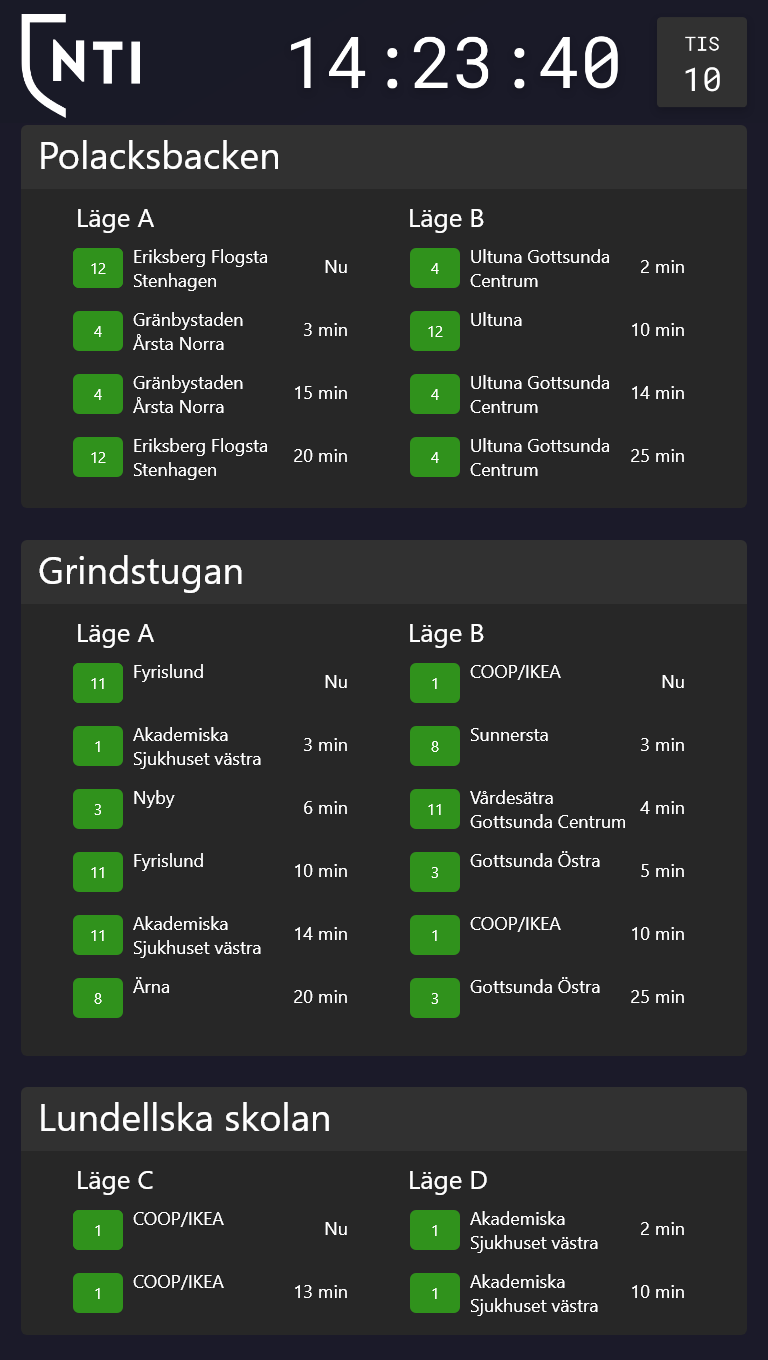 NTI
14:23:40
TIS
10
Polacksbacken
Läge A
12 Eriksberg Flogsta Nu
Stenhagen
4 Gränbystaden 3 min
Årsta Norra
4 Gränbystaden 15 min
Årsta Norra
12 Eriksberg Flogsta 20 min
Stenhagen
Läge B
4 Ultuna Gottsunda 2 min
Centrum
12 Ultuna 10 min
4 Ultuna Gottsunda 14 min
Centrum
4 Ultuna Gottsunda 25 min
Centrum
Grindstugan
Läge A
11 Fyrislund Nu
1 Akademiska 3 min
Sjukhuset västra
3 Nyby 6 min
11 Fyrislund 10 min
11 Akademiska 14 min
Sjukhuset västra
8 Ärna 20 min
Läge B
1 COOP/IKEA Nu
8 Sunnersta 3 min
11 Vårdesätra 4 min
Gottsunda Centrum
3 Gottsunda Östra 5 min
1 COOP/IKEA 10 min
3 Gottsunda Östra 25 min
Lundellska skolan
Läge C
1 COOP/IKEA Nu
1 COOP/IKEA 13 min
Läge D
1 Akademiska 2 min
Sjukhuset västra
1 Akademiska 10 min
Sjukhuset västra